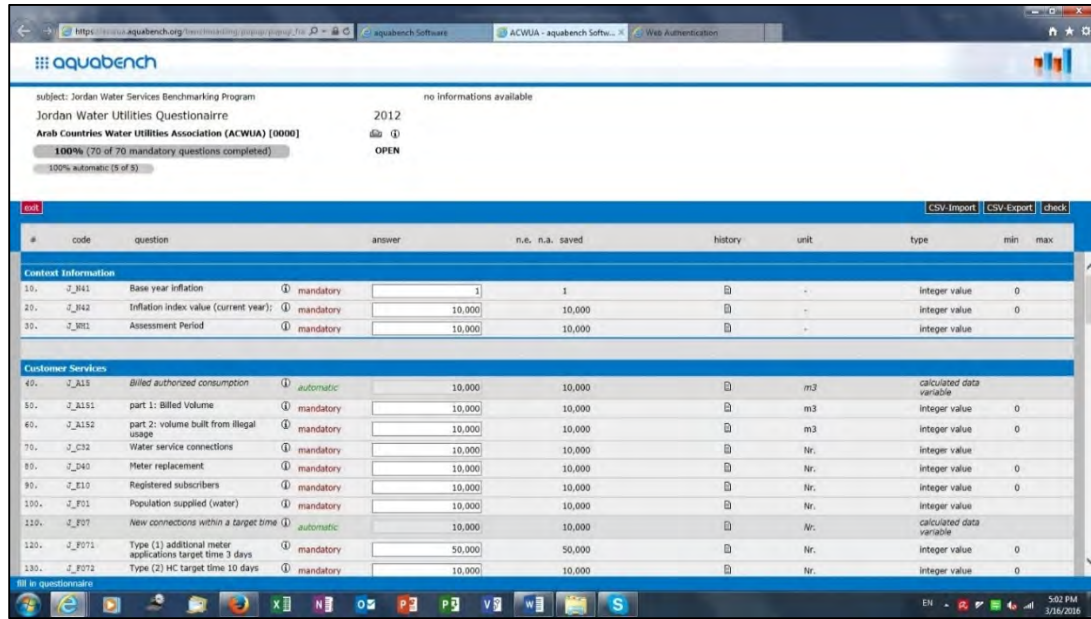 aquabench Software
ACWUA - aquabench Softw...
Web Authentication
aquabench
subject: Jordan Water Services Benchmarking Program
no informations available
Jordan Water Utilities Questionairre
2012
Arab Countries Water Utilities Association (ACWUA) [0000]
100% (70 of 70 mandatory questions completed)
OPEN
100% automatic (5 of 5)
exit
CSV-Import CSV-Export check
# code question answer n.e. n.a. saved history unit type min max
Context Information
10. J_N41 Base year inflation mandatory 1 1 - integer value 0
20. J_N42 Inflation index value (current year): mandatory 10,000 10,000 - integer value 0
30. Assessment Period mandatory 10,000 10,000 - integer value
Customer Services
40. J_A15 Billed authorized consumption automatic 10,000 10,000 m3 calculated data
variable
50. J_A151 part 1: Billed Volume mandatory 10,000 10,000 m3 integer value 0
60. J_A152 part 2: volume built from illegal
usage mandatory 10,000 10,000 m3 integer value 0
70. J_C32 Water service connections mandatory 10,000 10,000 Nr. integer value
80. J_D40 Meter replacement mandatory 10,000 10,000 Nr. integer value 0
90. J_E10 Registered subscribers mandatory 10,000 10,000 Nr. integer value 0
100. J_F01 Population supplied (water) mandatory 10,000 10,000 Nr. integer value
110. J_F07 New connections within a target time automatic 10,000 10,000 Nr. calculated data
variable
120. J_F071 Type (1) additional meter
applications target time 3 days mandatory 50,000 50,000 Nr. integer value 0
130. J_F072 Type (2) HC target time 10 days mandatory 10,000 10,000 Nr. integer value 0
fill in questionnaire
EN
5:02 PM
3/16/2016